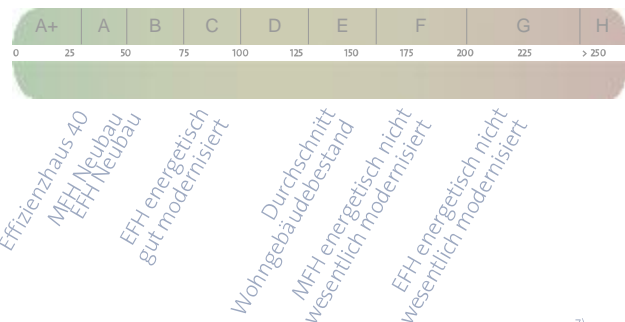 A+ A B C D E F G H
0 25 50 75 100 125 150 175 200 225 > 250
Effizienzhaus 40
MFH Neubau
EFH Neubau
EFH energetisch
gut modernisiert
Durchschnitt
Wohngebäudebestand
MFH energetisch nicht
wesentlich modernisiert
EFH energetisch nicht
wesentlich modernisiert